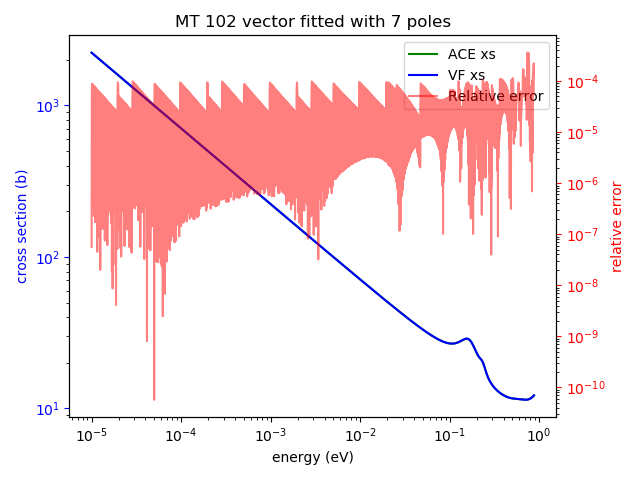 MT 102 vector fitted with 7 poles
ACE xs
VF xs
Relative error
cross section (b)
10³
10²
10¹
relative error
10⁻⁴
10⁻⁵
10⁻⁶
10⁻⁷
10⁻⁸
10⁻⁹
10⁻¹⁰
10⁻⁵ 10⁻⁴ 10⁻³ 10⁻² 10⁻¹ 10⁰
energy (eV)